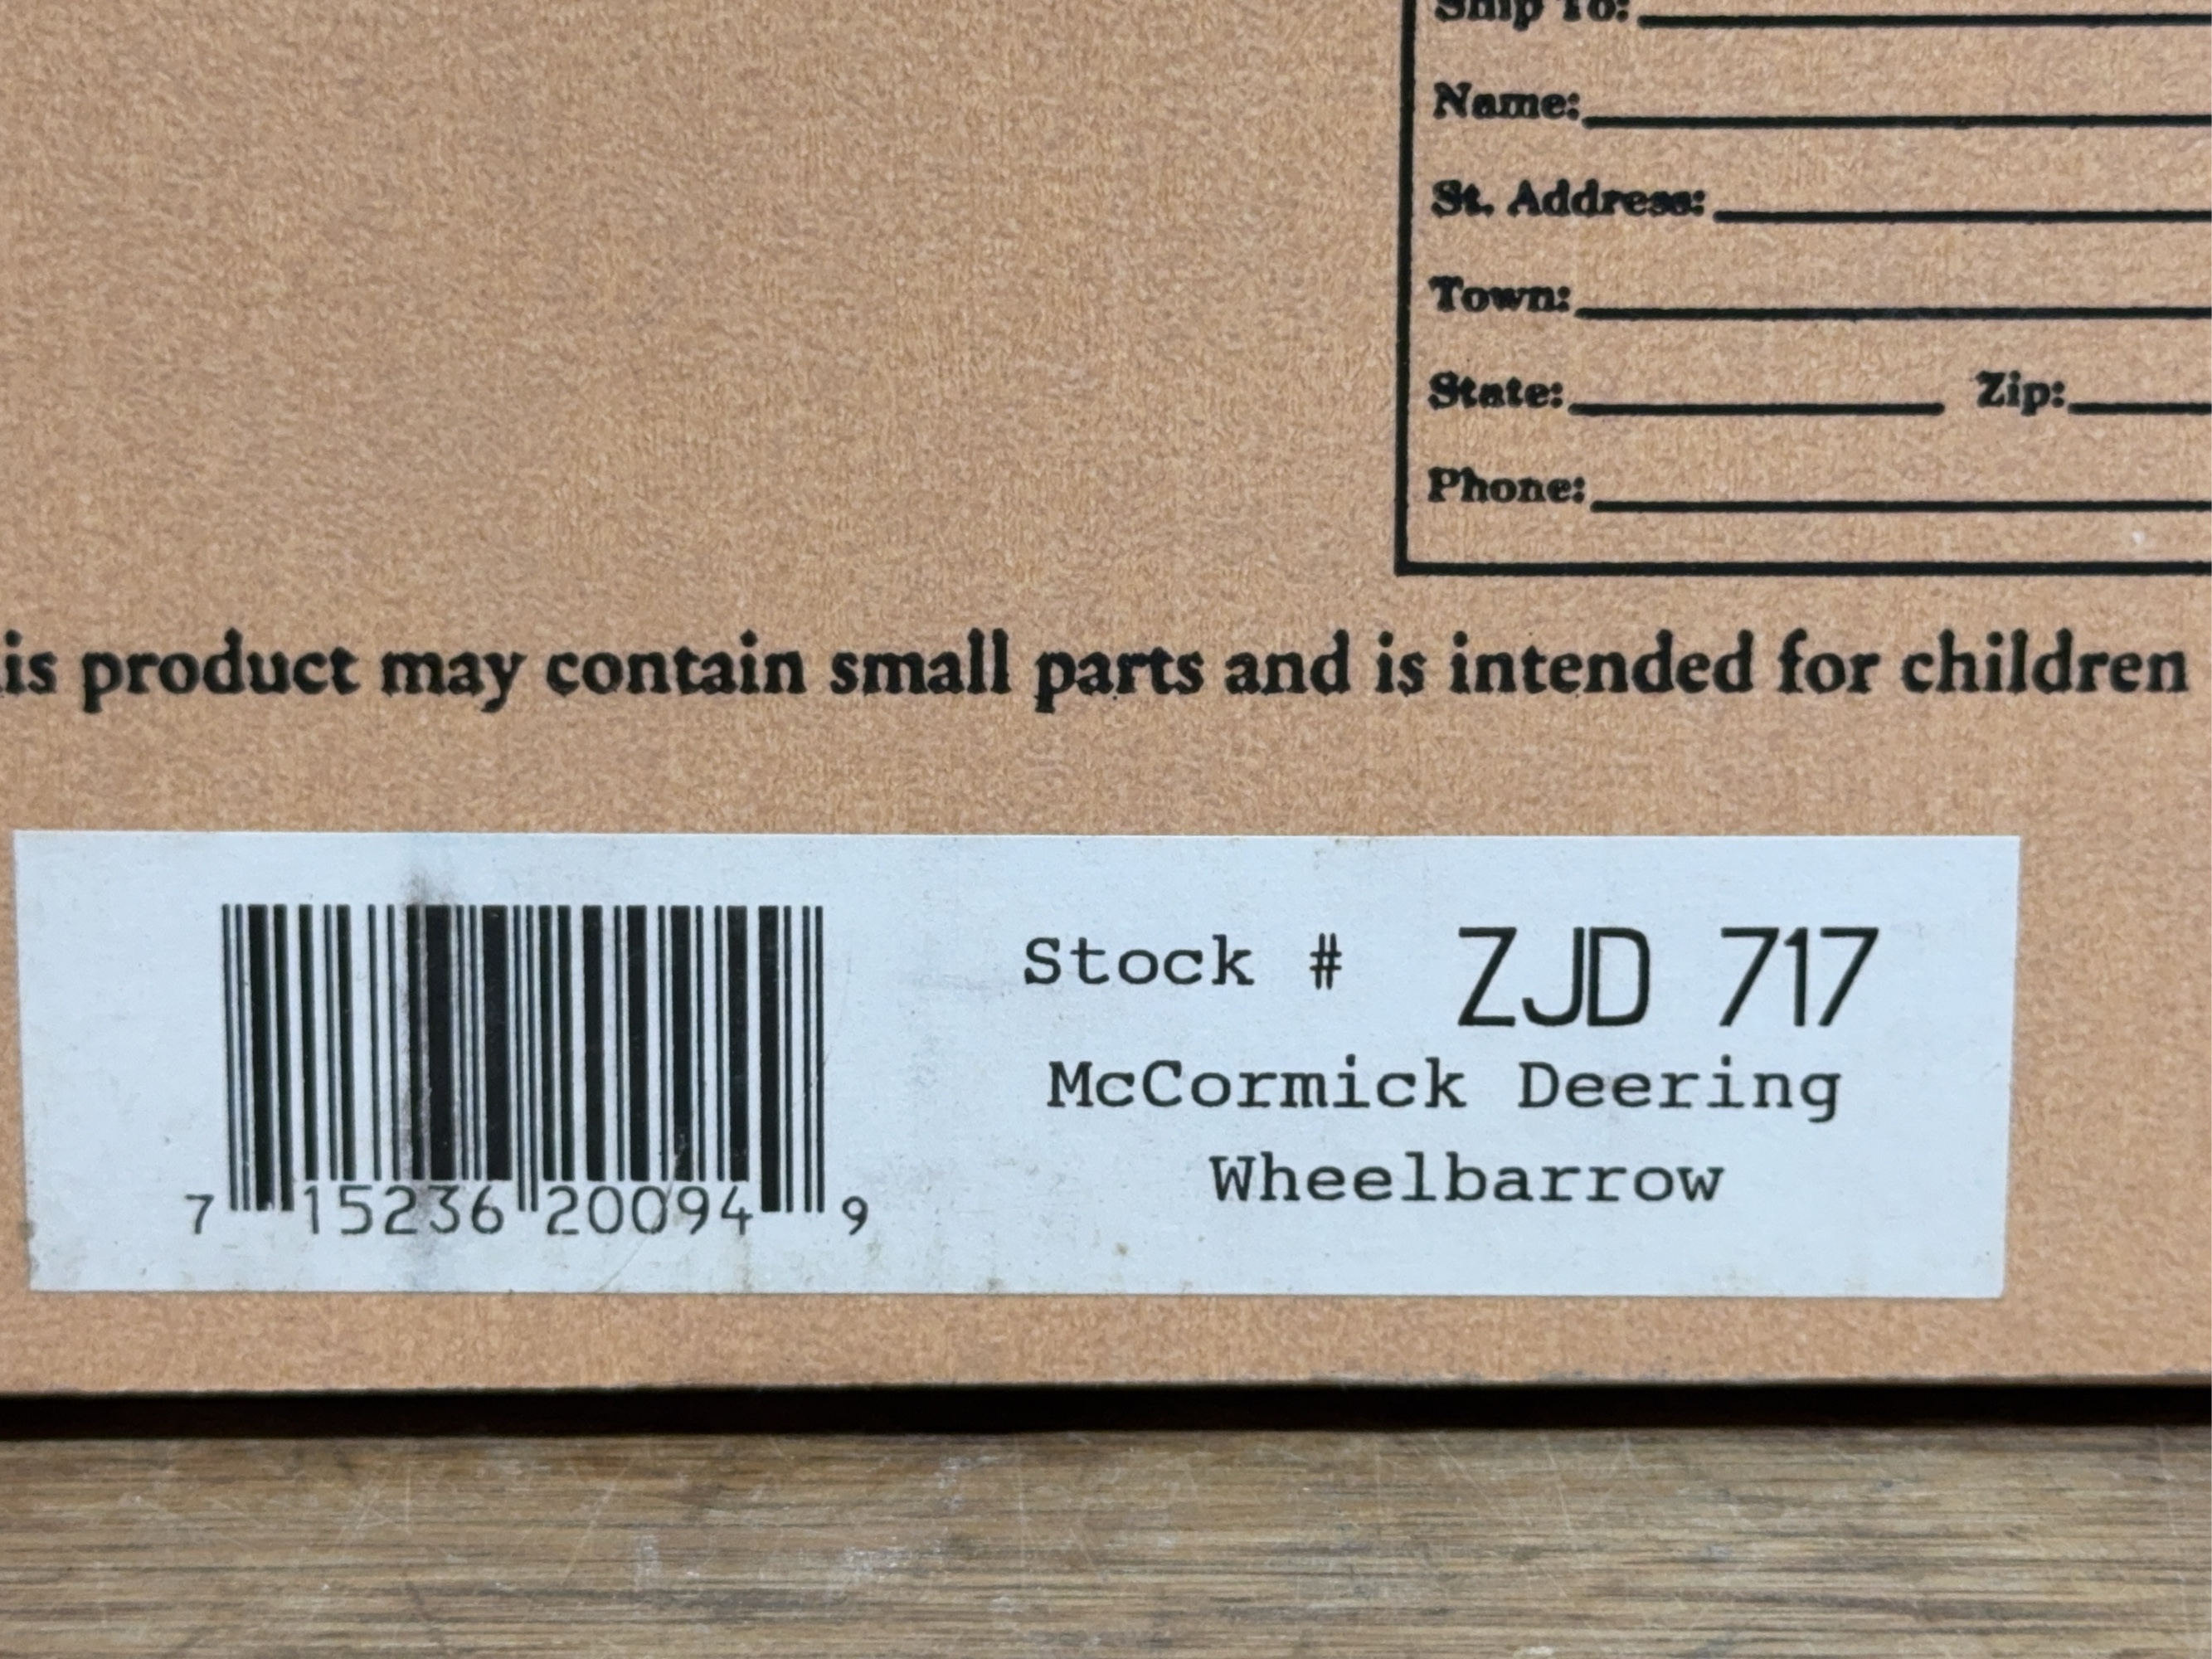 Ship To:
Name:
St. Address:
Town:
State: Zip:
Phone:
is product may contain small parts and is intended for children
Stock # ZJD 717
McCormick Deering
Wheelbarrow
7 15236 20094 9